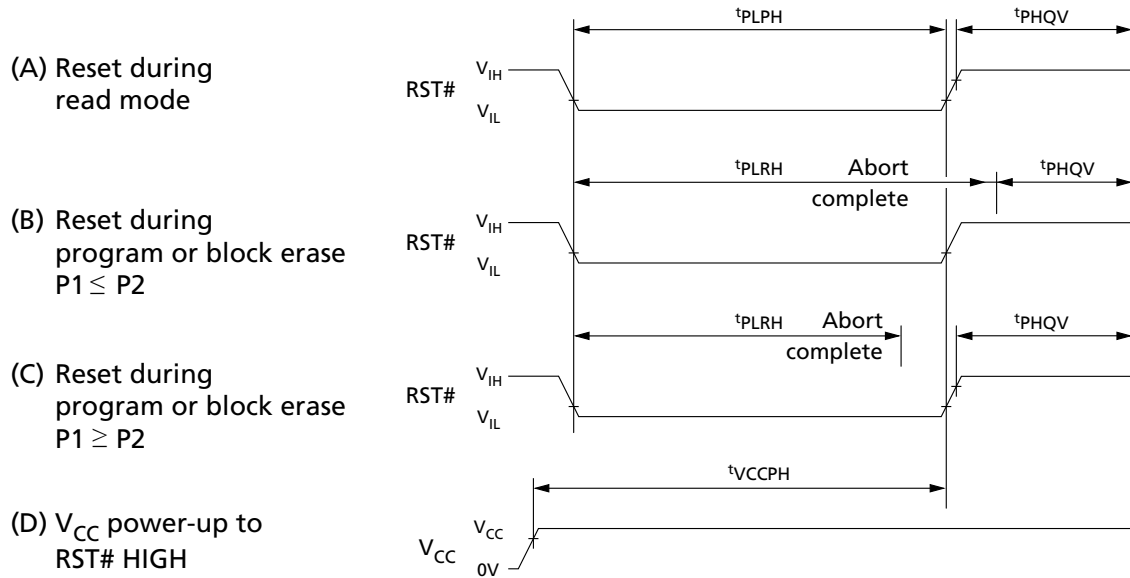 tPLPH tPHQV
(A) Reset during
read mode
RST# VIH
VIL
tPLRH Abort
complete tPHQV
(B) Reset during
program or block erase
P1 ≤ P2
RST# VIH
VIL
tPLRH Abort
complete tPHQV
(C) Reset during
program or block erase
P1 ≥ P2
RST# VIH
VIL
tVCCPH
(D) VCC power-up to
RST# HIGH
VCC VCC
0V